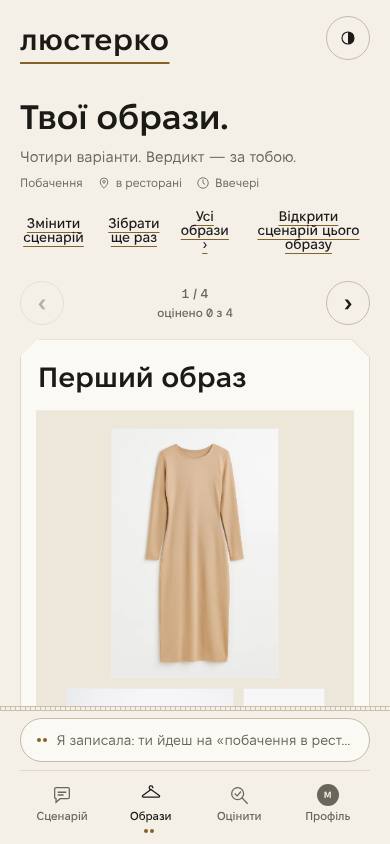 люстерко
Твої образи.
Чотири варіанти. Вердикт — за тобою.
Побачення в ресторані Ввечері
Змінити сценарій
Зібрати ще раз
Усі образи ›
Відкрити сценарій цього образу
‹
1 / 4
оцінено 0 з 4
›
Перший образ
Я записала: ти йдеш на «побачення в рест...
Сценарій Образи Оцінити М Профіль